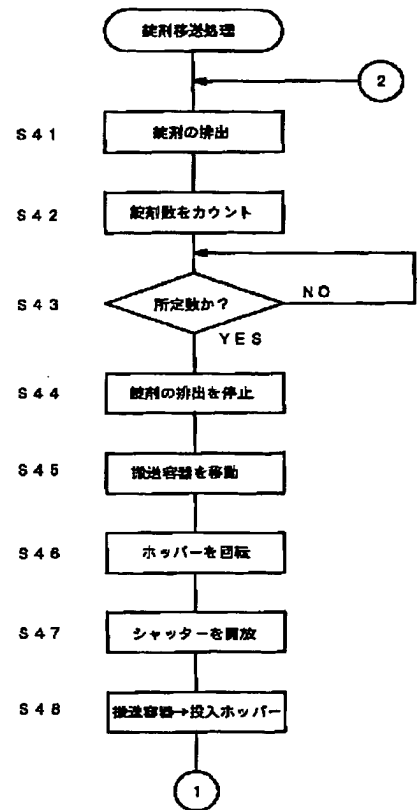 錠剤移送処理
2
S41 錠剤の排出
S42 錠剤数をカウント
S43 所定数か？ NO
YES
S44 錠剤の排出を停止
S45 搬送容器を移動
S46 ホッパーを回転
S47 シャッターを開放
S48 搬送容器→投入ホッパー
1